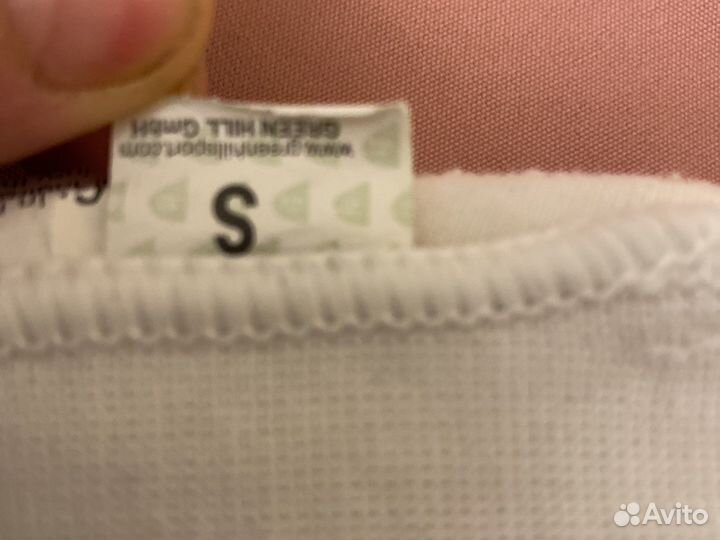 S
www.greenhillsport.com
GREEN HILL GmbH
Avito